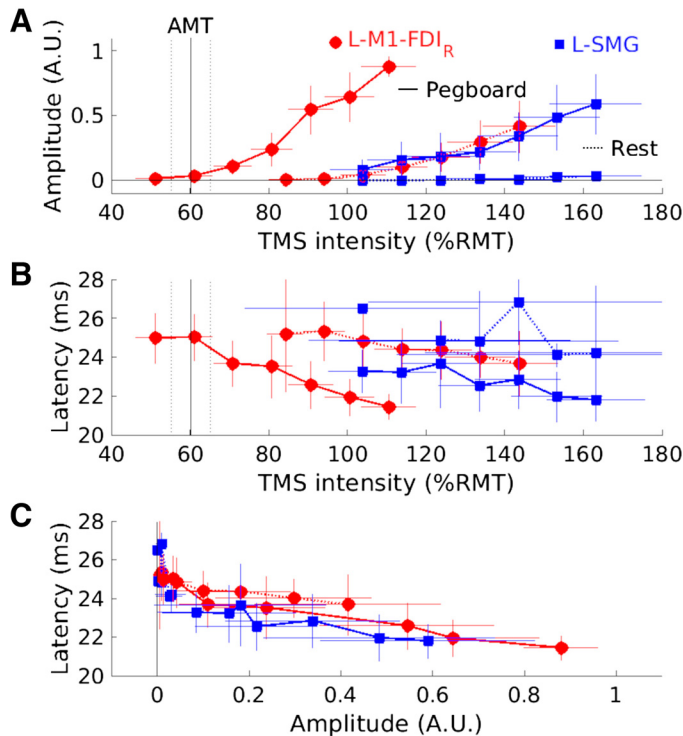 A
AMT
L-M1-FDI_R
L-SMG
Pegboard
Rest
Amplitude (A.U.)
1
0.5
0
40 60 80 100 120 140 160 180
TMS intensity (%RMT)
B
Latency (ms)
28
26
24
22
20
40 60 80 100 120 140 160 180
TMS intensity (%RMT)
C
Latency (ms)
28
26
24
22
20
0 0.2 0.4 0.6 0.8 1
Amplitude (A.U.)